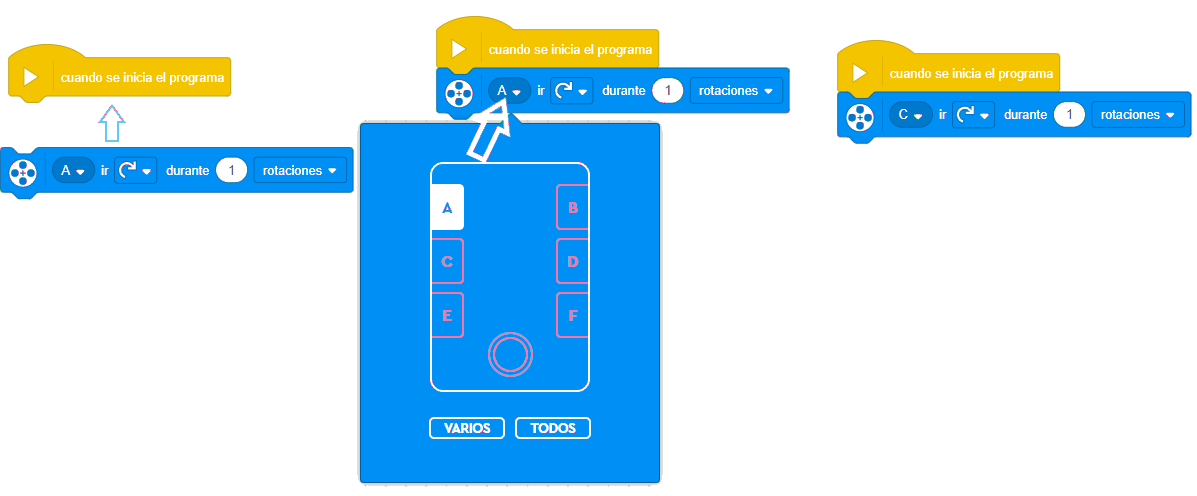 cuando se inicia el programa
A ir durante 1 rotaciones
cuando se inicia el programa
A ir durante 1 rotaciones
A B
C D
E F
VARIOS TODOS
cuando se inicia el programa
C ir durante 1 rotaciones